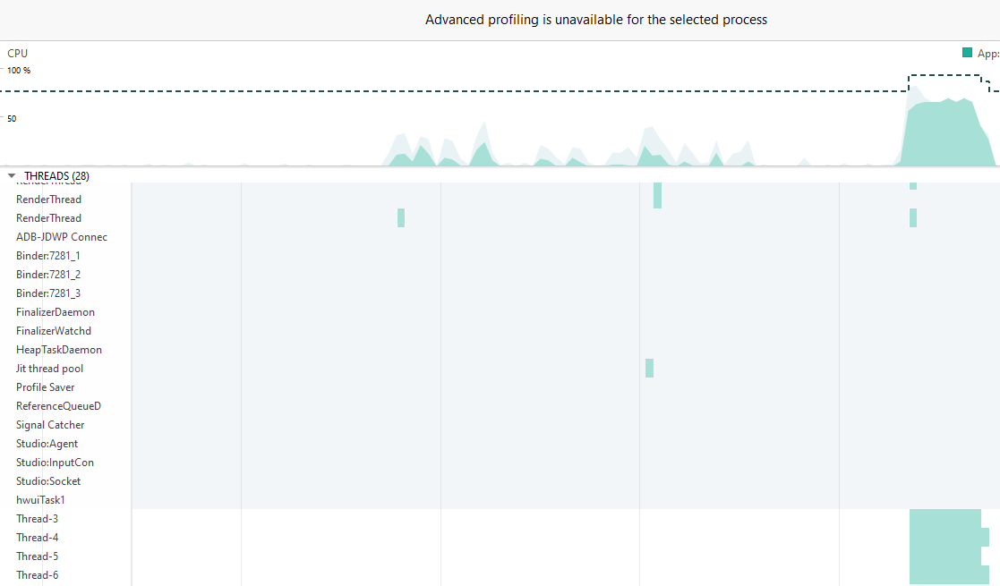 Advanced profiling is unavailable for the selected process
CPU
App:
100 %
50
THREADS (28)
RenderThread
RenderThread
RenderThread
ADB-JDWP Connec
Binder:7281_1
Binder:7281_2
Binder:7281_3
FinalizerDaemon
FinalizerWatchd
HeapTaskDaemon
Jit thread pool
Profile Saver
ReferenceQueueD
Signal Catcher
Studio:Agent
Studio:InputCon
Studio:Socket
hwuiTask1
Thread-3
Thread-4
Thread-5
Thread-6